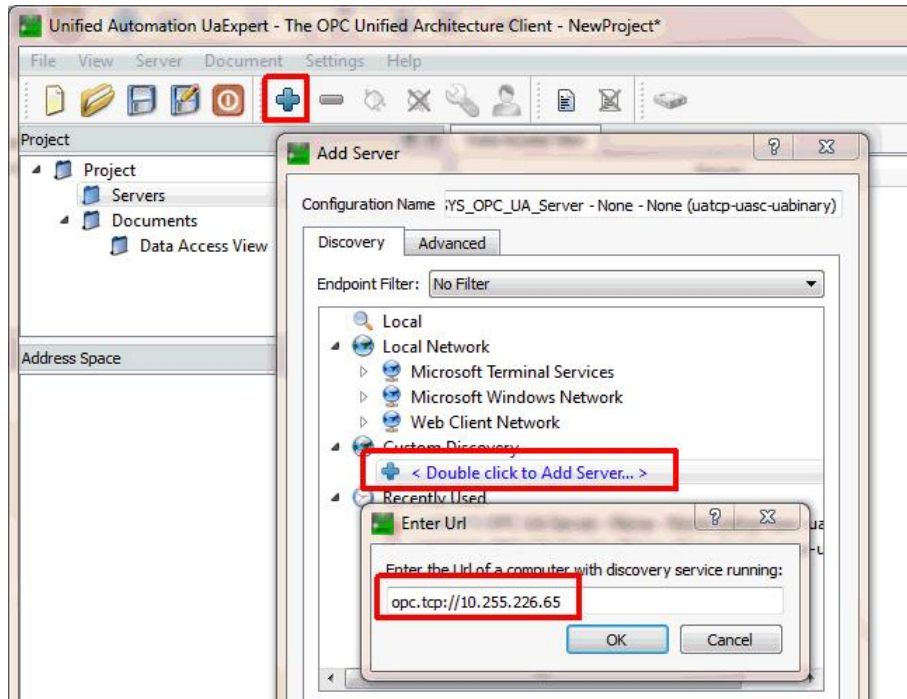 Unified Automation UaExpert - The OPC Unified Architecture Client - NewProject*
File View Server Document Settings Help
Project
Project
Servers
Documents
Data Access View
Address Space
Add Server
Configuration Name YS_OPC_UA_Server - None - None (uatcp-uasc-uabinary)
Discovery Advanced
Endpoint Filter: No Filter
Local
Local Network
Microsoft Terminal Services
Microsoft Windows Network
Web Client Network
Custom Discovery
< Double click to Add Server... >
Recently Used
Enter Url
Enter the Url of a computer with discovery service running:
opc.tcp://10.255.226.65
OK Cancel